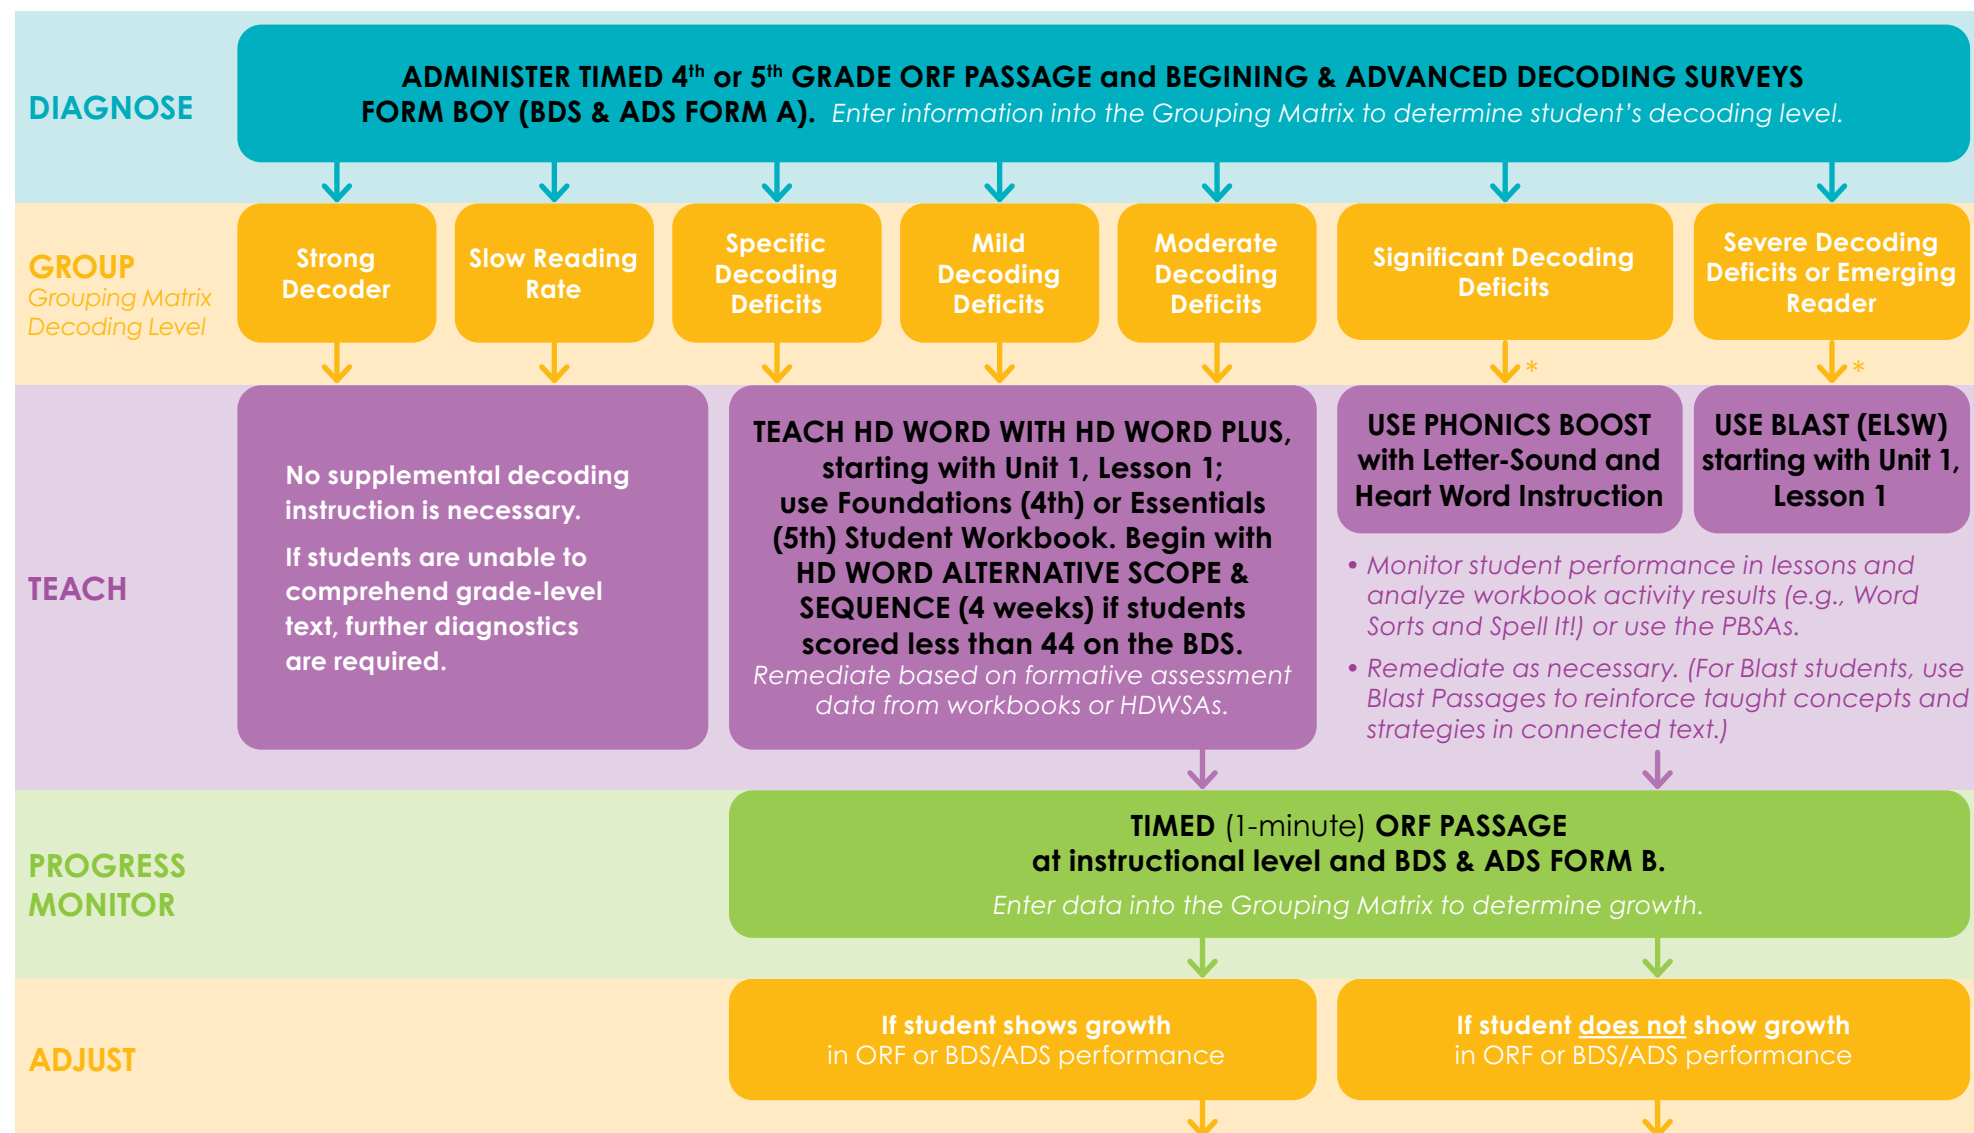 DIAGNOSE
ADMINISTER TIMED 4th or 5th GRADE ORF PASSAGE and BEGINING & ADVANCED DECODING SURVEYS
FORM BOY (BDS & ADS FORM A). Enter information into the Grouping Matrix to determine student's decoding level.
GROUP
Grouping Matrix
Decoding Level
Strong
Decoder
Slow Reading
Rate
Specific
Decoding
Deficits
Mild
Decoding
Deficits
Moderate
Decoding
Deficits
Significant Decoding
Deficits
Severe Decoding
Deficits or Emerging
Reader
*
*
TEACH
No supplemental decoding
instruction is necessary.
If students are unable to
comprehend grade-level
text, further diagnostics
are required.
TEACH HD WORD WITH HD WORD PLUS,
starting with Unit 1, Lesson 1;
use Foundations (4th) or Essentials
(5th) Student Workbook. Begin with
HD WORD ALTERNATIVE SCOPE &
SEQUENCE (4 weeks) if students
scored less than 44 on the BDS.
Remediate based on formative assessment
data from workbooks or HDWSAs.
USE PHONICS BOOST
with Letter-Sound and
Heart Word Instruction
USE BLAST (ELSW)
starting with Unit 1,
Lesson 1
• Monitor student performance in lessons and
analyze workbook activity results (e.g., Word
Sorts and Spell It!) or use the PBSAs.
• Remediate as necessary. (For Blast students, use
Blast Passages to reinforce taught concepts and
strategies in connected text.)
PROGRESS
MONITOR
TIMED (1-minute) ORF PASSAGE
at instructional level and BDS & ADS FORM B.
Enter data into the Grouping Matrix to determine growth.
ADJUST
If student shows growth
in ORF or BDS/ADS performance
If student does not show growth
in ORF or BDS/ADS performance